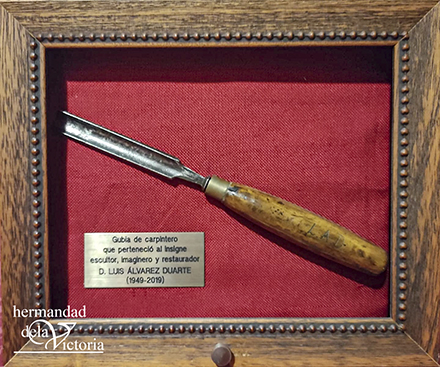 Gubia de carpintero
que perteneció al insigne
escultor, imaginero y restaurador
D. LUIS ÁLVAREZ DUARTE
(1949-2019)
hermandad
dela Victoria